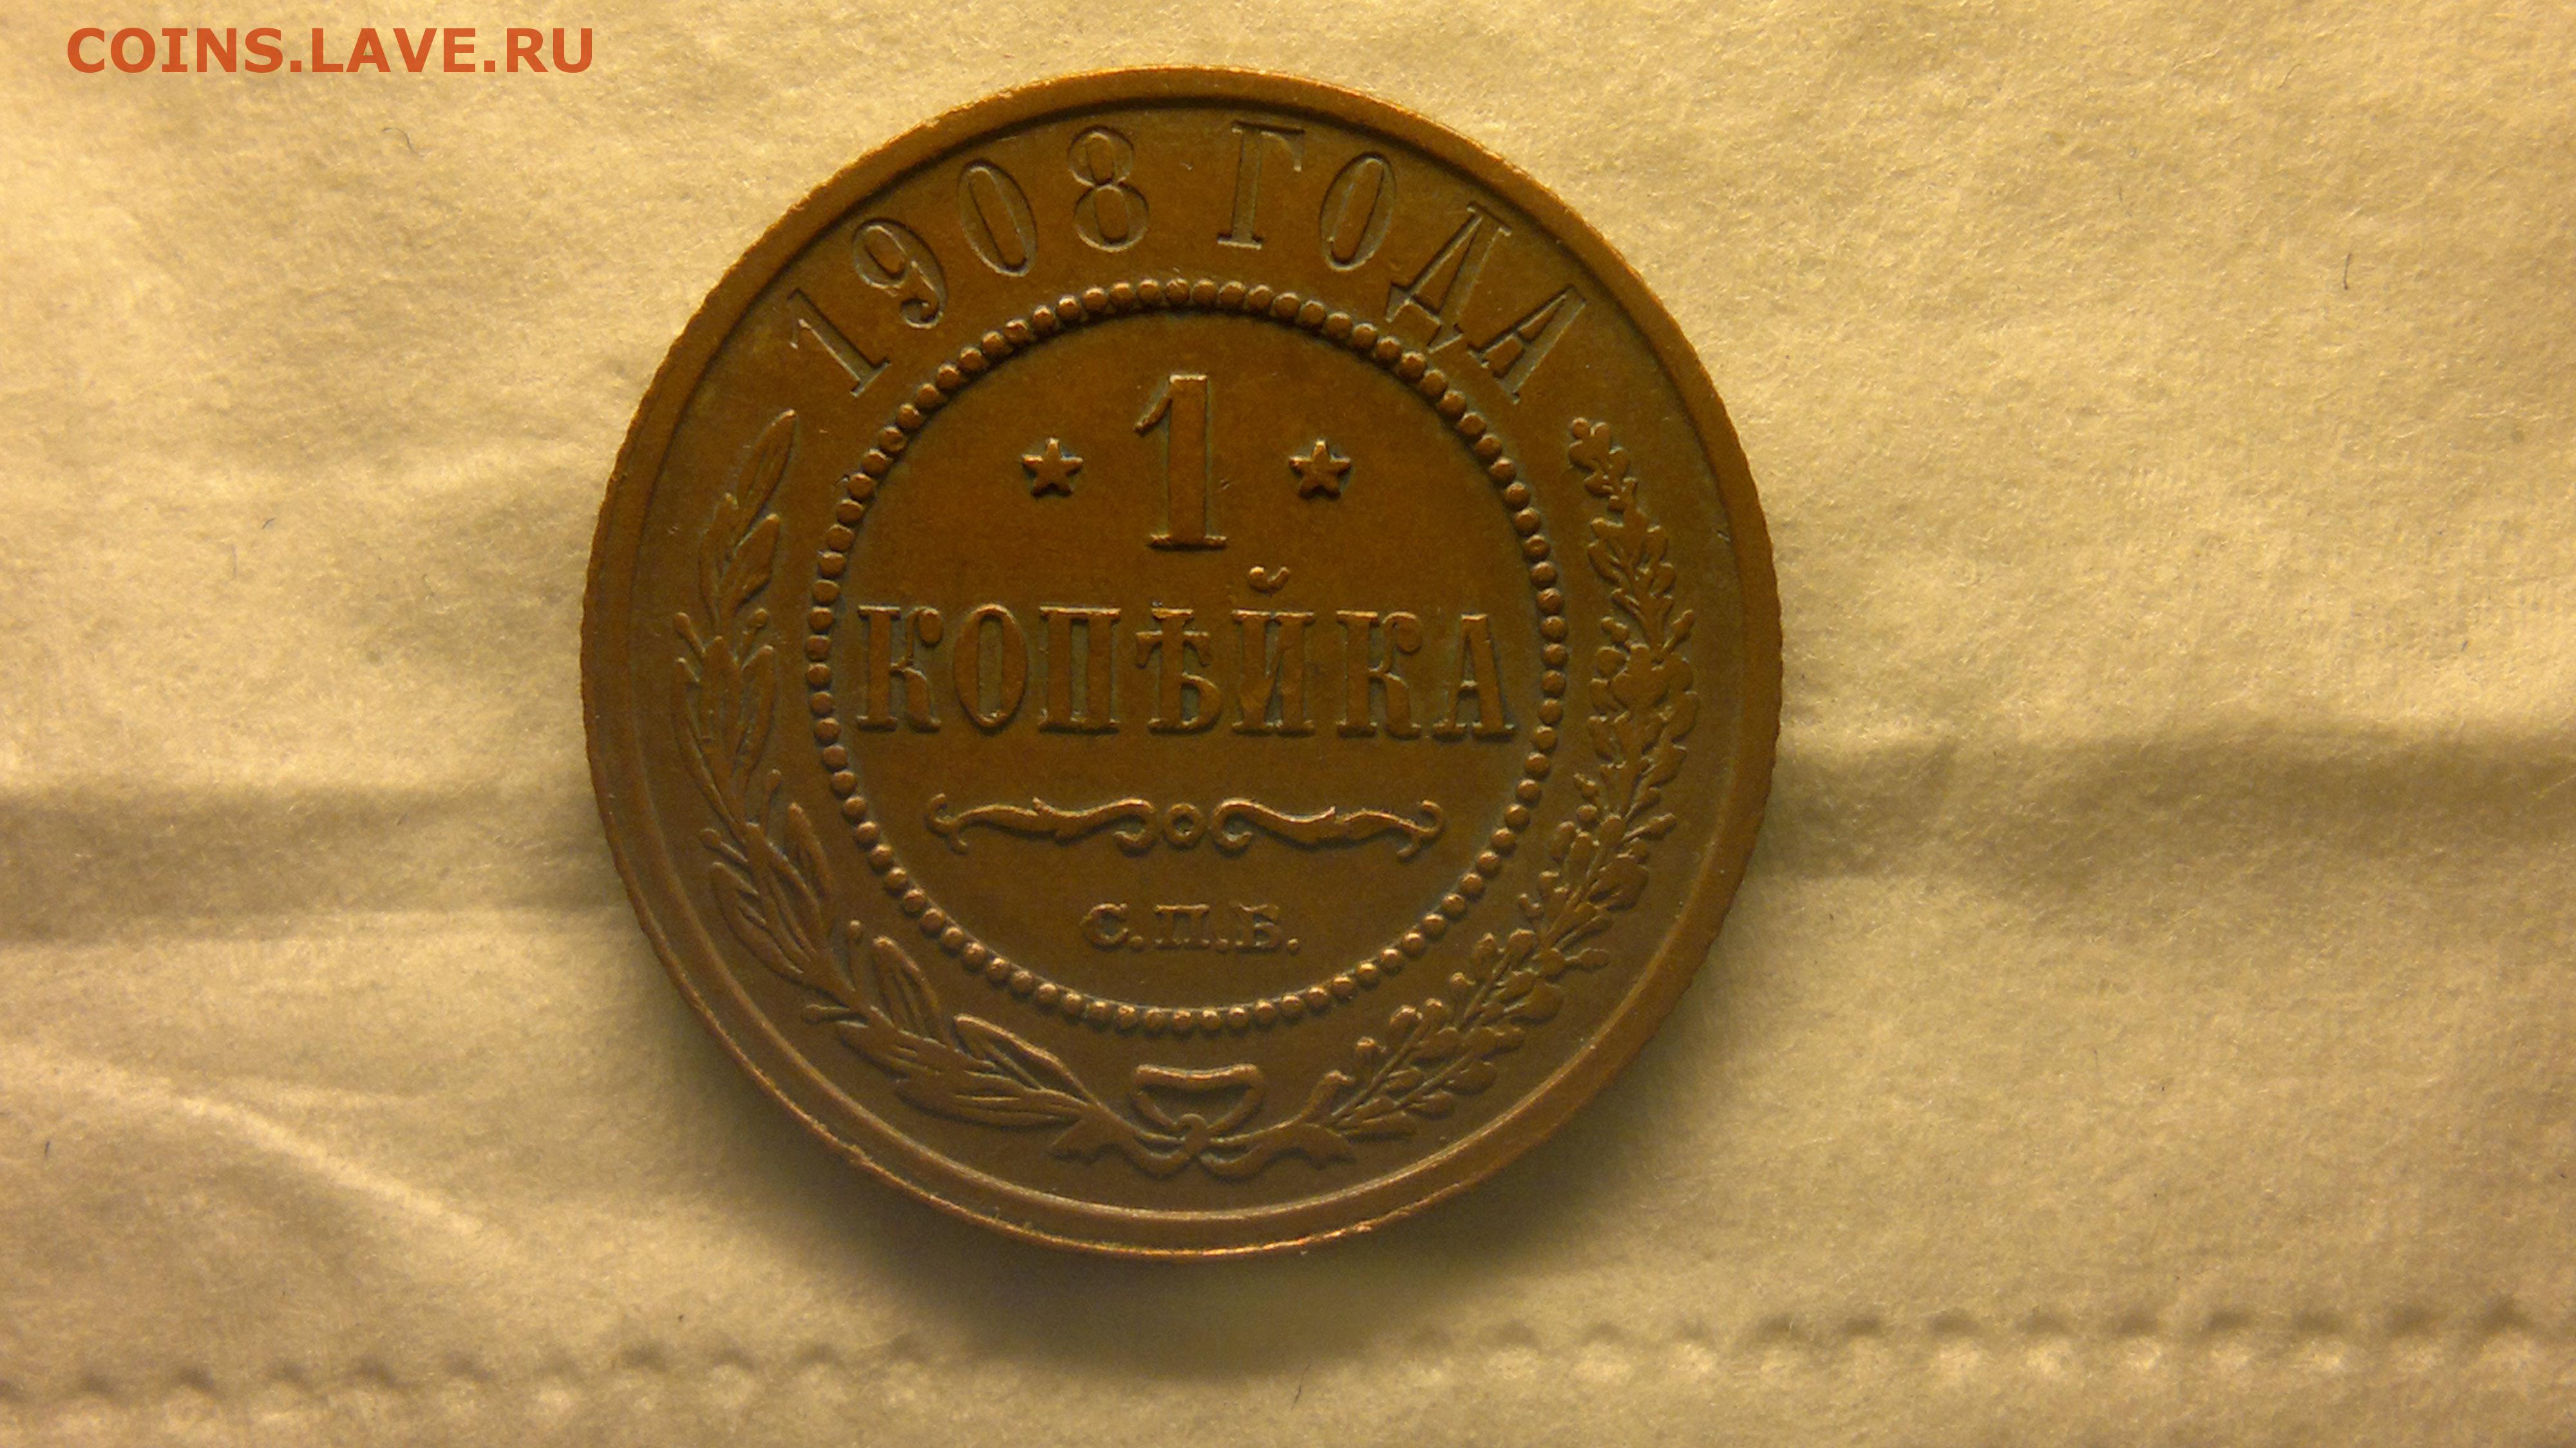 COINS.LAVE.RU
1908 ГОДА
1
КОПѢЙКА
С.П.Б.